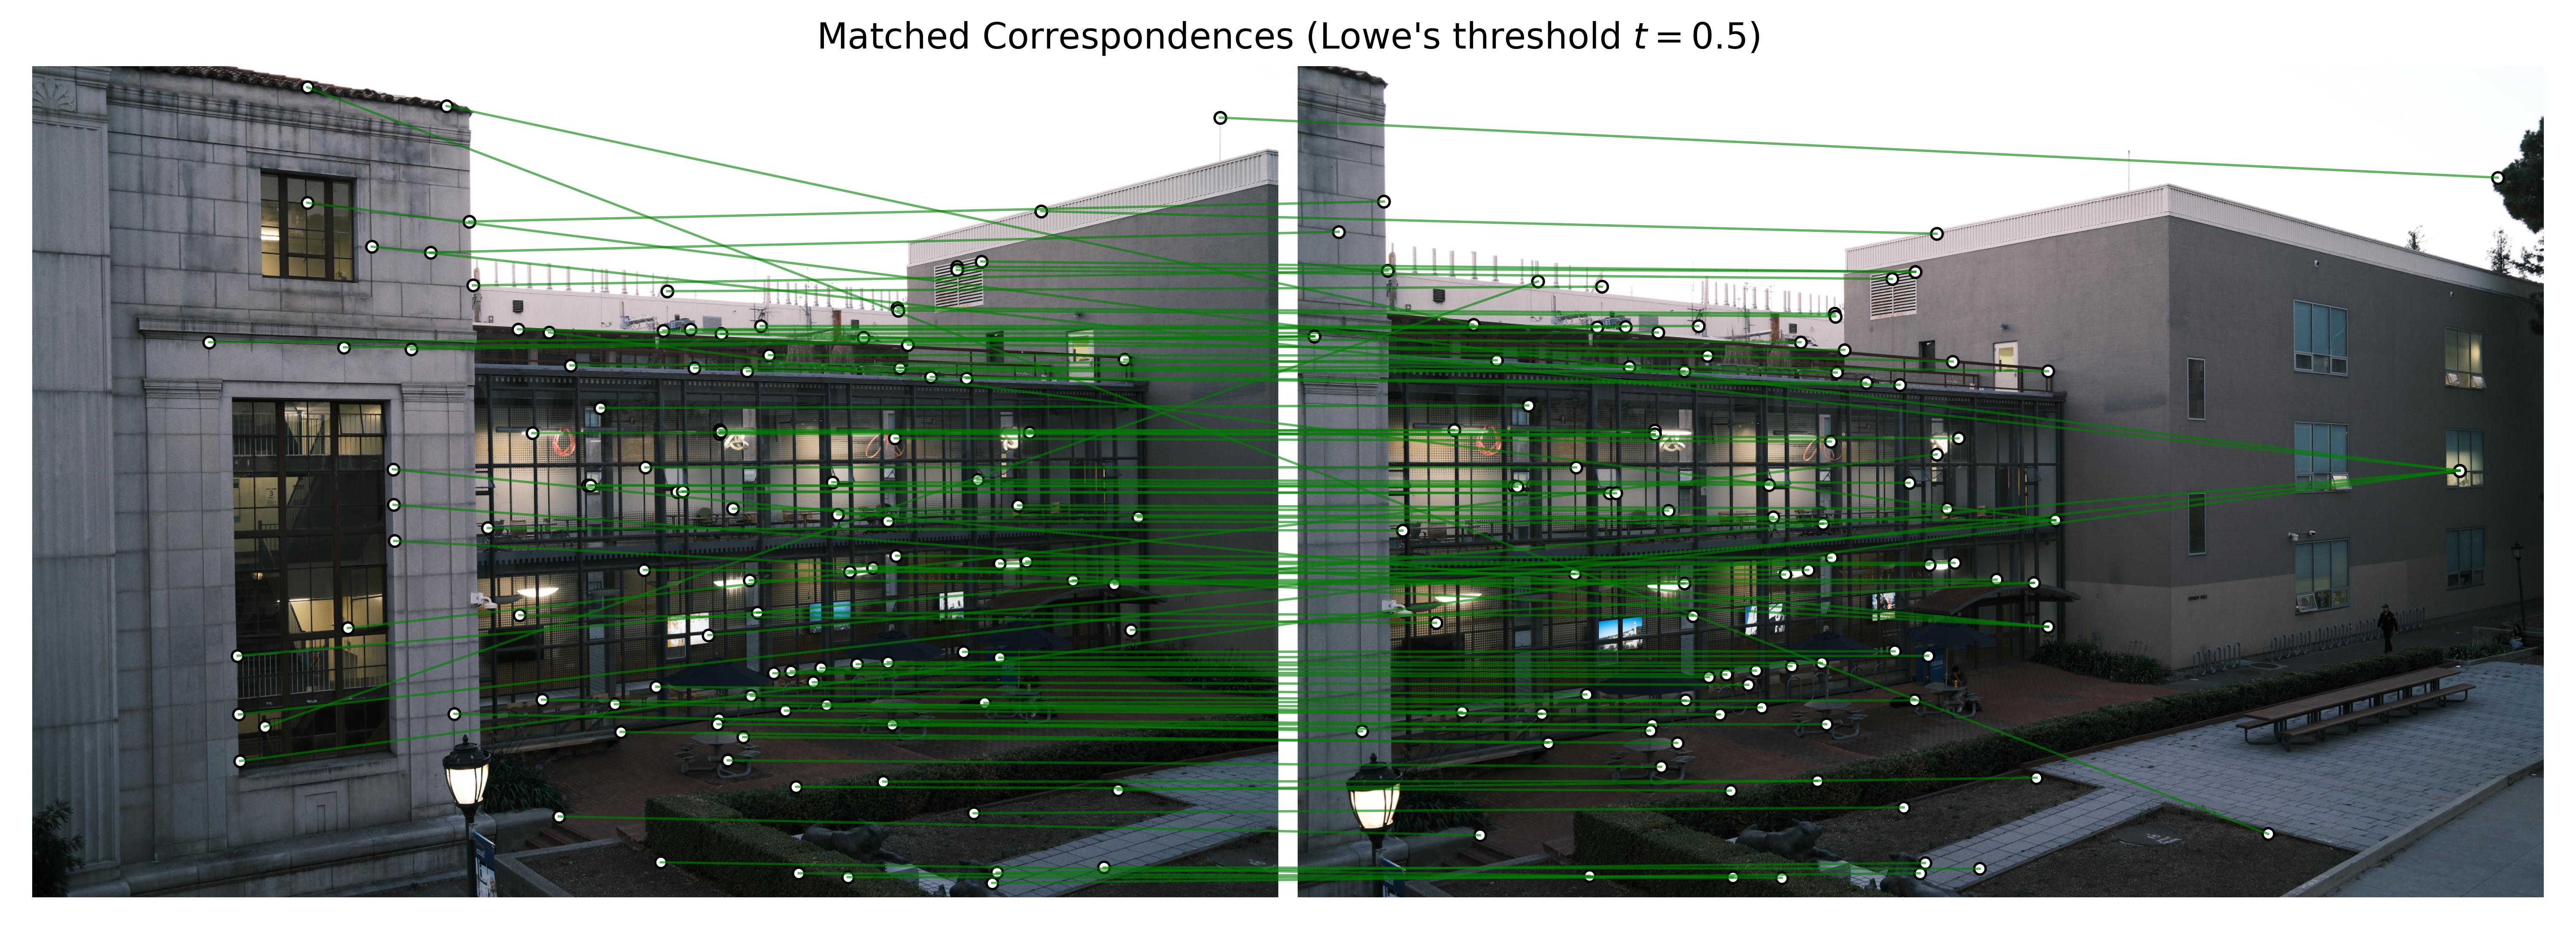 Matched Correspondences (Lowe's threshold t = 0.5)